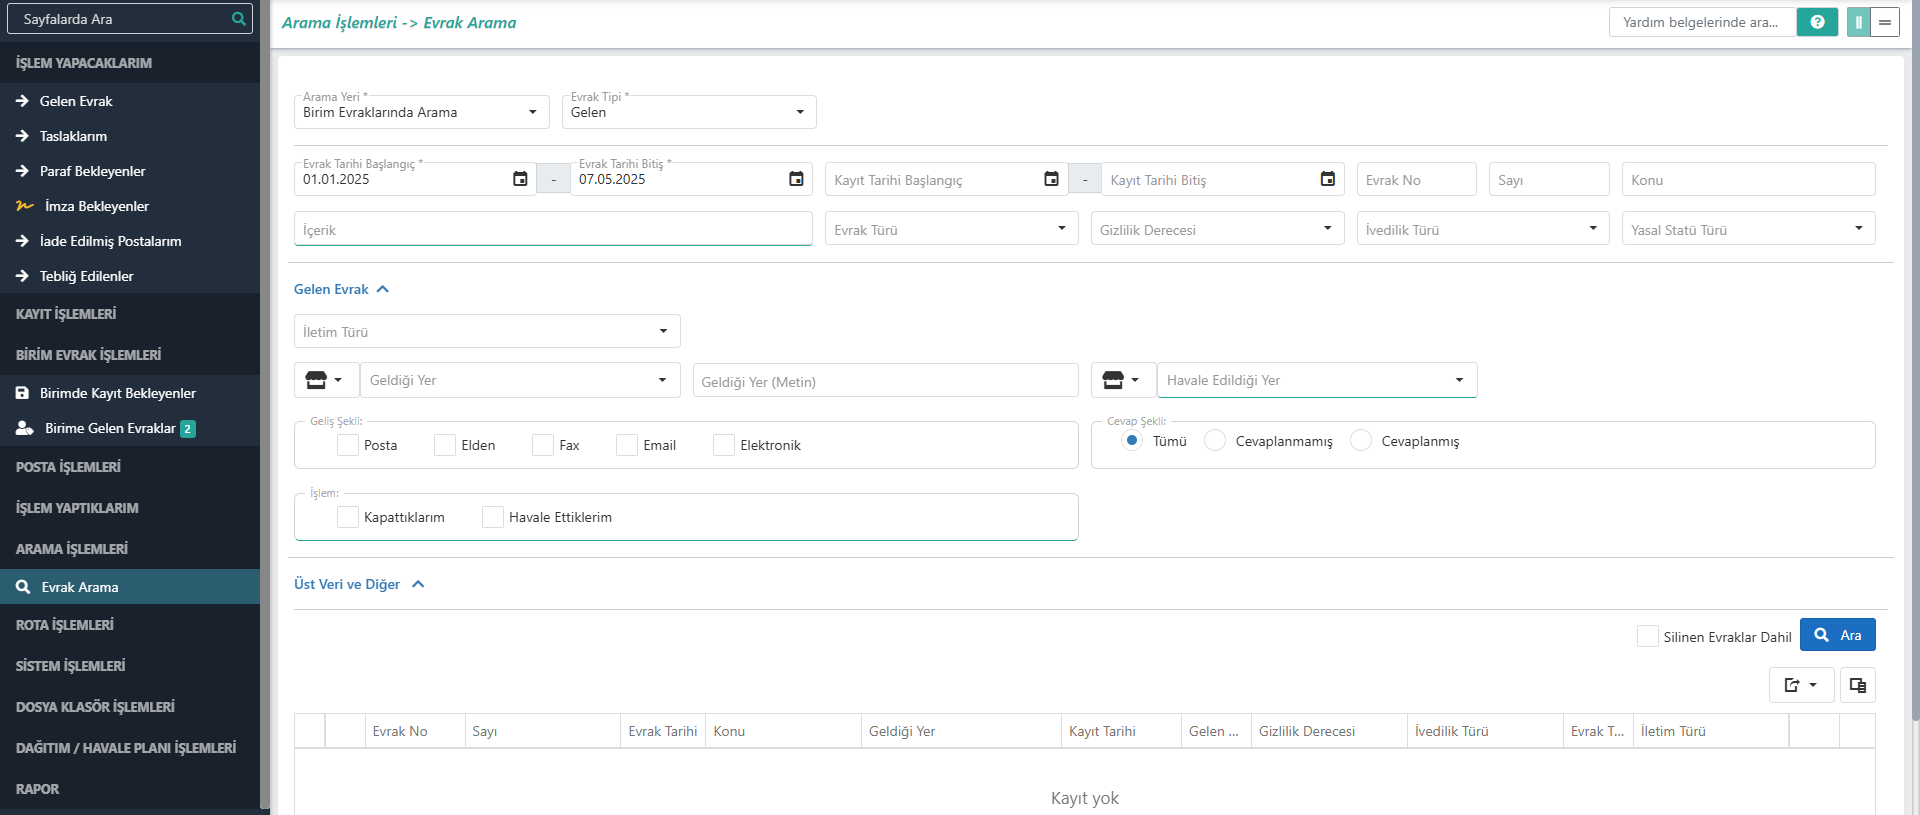 Sayfalarda Ara
İŞLEM YAPACAKLARIM
Gelen Evrak
Taslaklarım
Paraf Bekleyenler
İmza Bekleyenler
İade Edilmiş Postalarım
Tebliğ Edilenler
KAYIT İŞLEMLERİ
BİRİM EVRAK İŞLEMLERİ
Birimde Kayıt Bekleyenler
Birime Gelen Evraklar 2
POSTA İŞLEMLERİ
İŞLEM YAPTIKLARIM
ARAMA İŞLEMLERİ
Evrak Arama
ROTA İŞLEMLERİ
SİSTEM İŞLEMLERİ
DOSYA KLASÖR İŞLEMLERİ
DAĞITIM / HAVALE PLANI İŞLEMLERİ
RAPOR
Arama İşlemleri -> Evrak Arama
Yardım belgelerinde ara... ?
Arama Yeri * Evrak Tipi *
Birim Evraklarında Arama Gelen
Evrak Tarihi Başlangıç * Evrak Tarihi Bitiş *
01.01.2025 - 07.05.2025 Kayıt Tarihi Başlangıç - Kayıt Tarihi Bitiş Evrak No Sayı Konu
İçerik Evrak Türü Gizlilik Derecesi İvedilik Türü Yasal Statü Türü
Gelen Evrak
İletim Türü
Geldiği Yer Geldiği Yer (Metin) Havale Edildiği Yer
Geliş Şekli: Cevap Şekli:
Posta Elden Fax Email Elektronik Tümü Cevaplanmamış Cevaplanmış
İşlem:
Kapattıklarım Havale Ettiklerim
Üst Veri ve Diğer
Silinen Evraklar Dahil Ara
Evrak No Sayı Evrak Tarihi Konu Geldiği Yer Kayıt Tarihi Gelen ... Gizlilik Derecesi İvedilik Türü Evrak T... İletim Türü
Kayıt yok